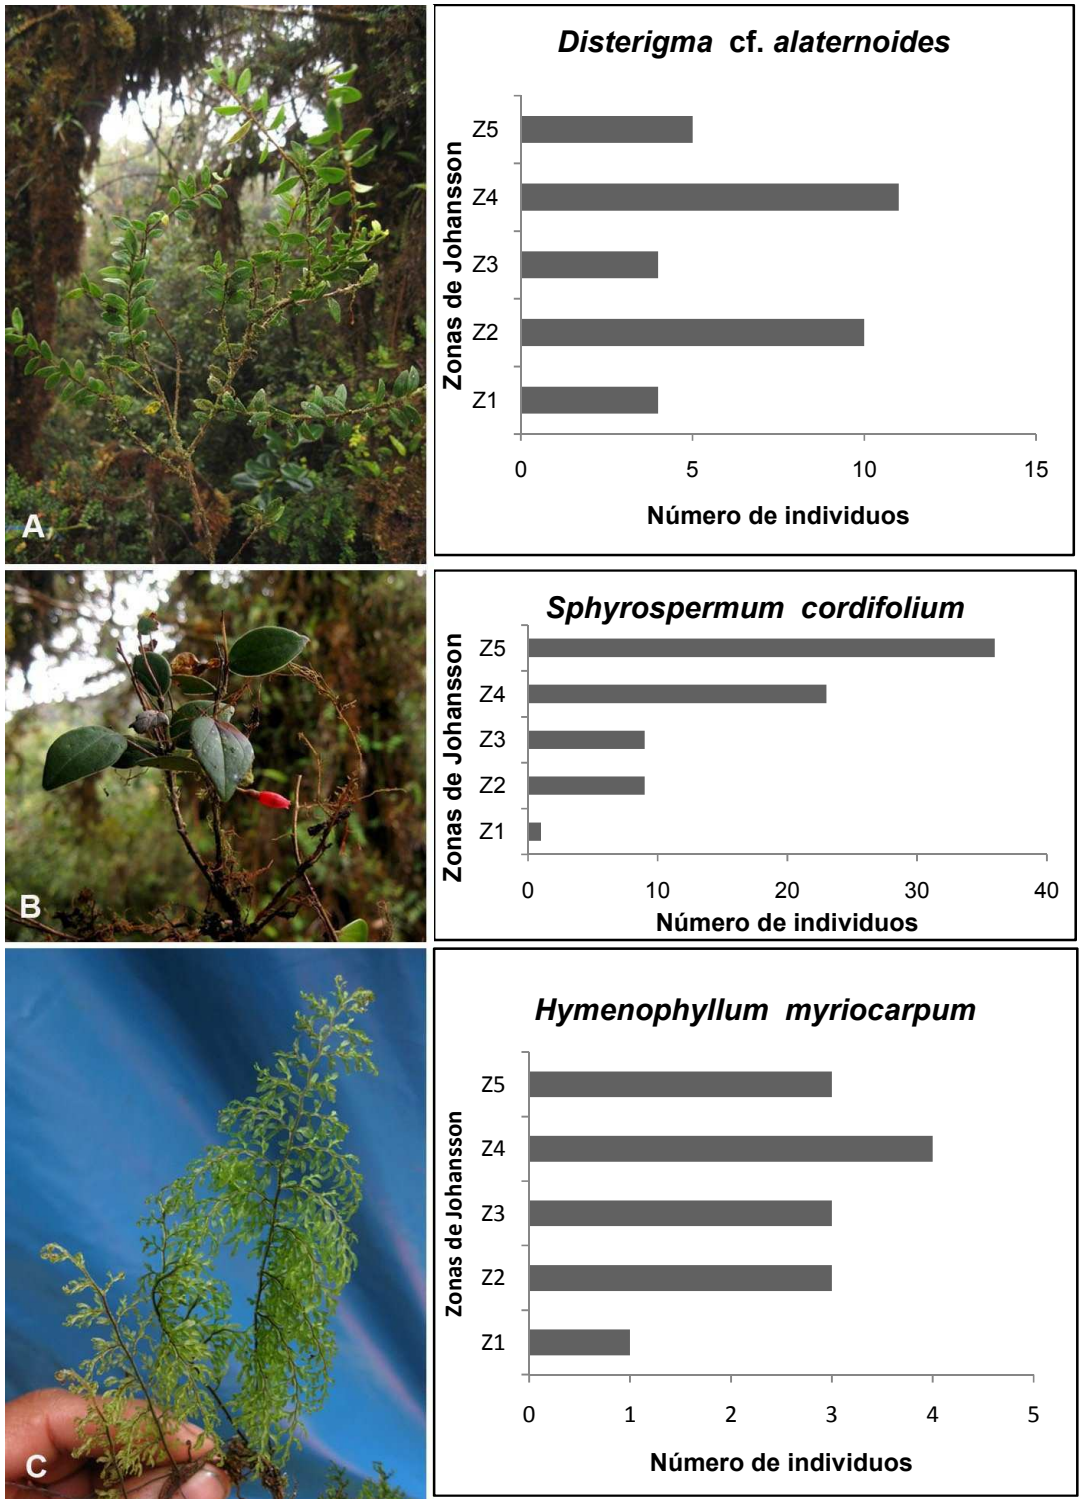 A
Disterigma cf. alaternoides
Zonas de Johansson
Z5
Z4
Z3
Z2
Z1
0 5 10 15
Número de individuos
B
Sphyrospermum cordifolium
Zonas de Johansson
Z5
Z4
Z3
Z2
Z1
0 10 20 30 40
Número de individuos
C
Hymenophyllum myriocarpum
Zonas de Johansson
Z5
Z4
Z3
Z2
Z1
0 1 2 3 4 5
Número de individuos